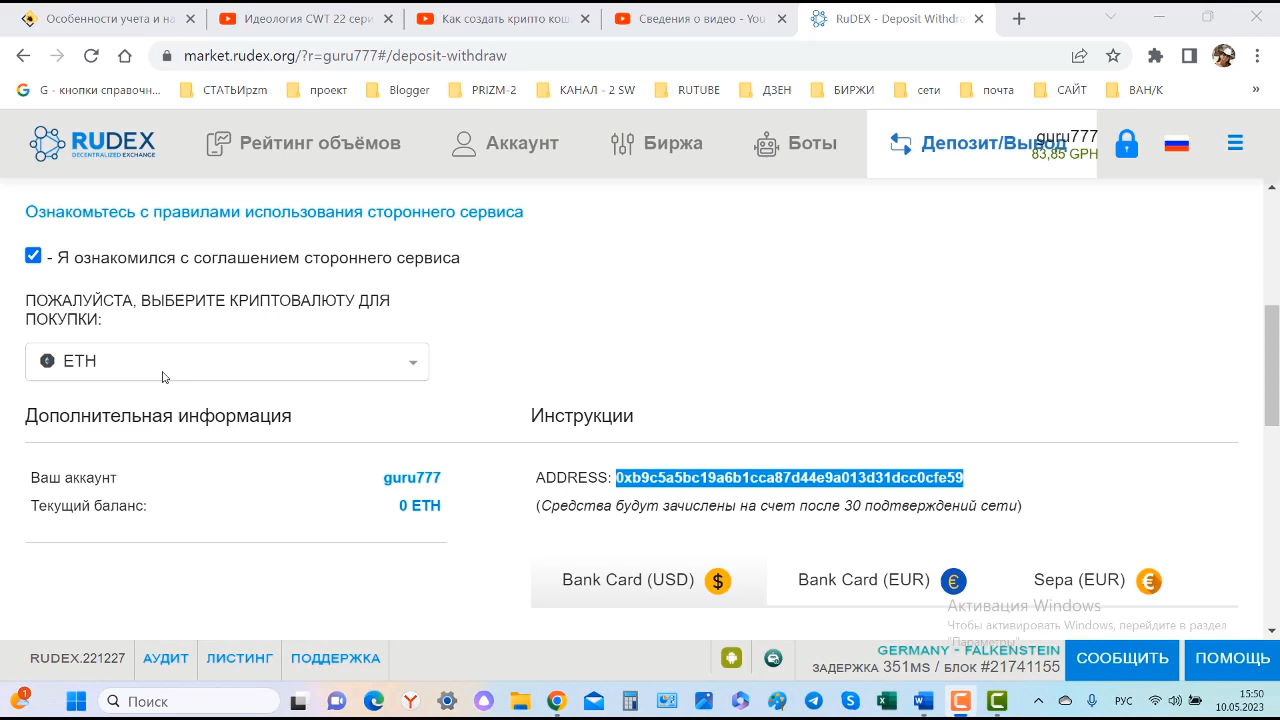 Особенности учета и на
Идеология CWT 22 сери
Как создать крипто кош
Сведения о видео - You
RuDEX - Deposit Withdra
market.rudex.org/?r=guru777#/deposit-withdraw
G - кнопки справочн...
СТАТЬИpzm
проект
Blogger
PRIZM-2
КАНАЛ - 2 SW
RUTUBE
ДЗЕН
БИРЖИ
сети
почта
САЙТ
ВАН/К
»
RUDEX
DECENTRALIZED EXCHANGE
Рейтинг объёмов
Аккаунт
Биржа
Боты
Депозит/Вывод
guru777
83,85 GPH
Ознакомьтесь с правилами использования стороннего сервиса
- Я ознакомился с соглашением стороннего сервиса
ПОЖАЛУЙСТА, ВЫБЕРИТЕ КРИПТОВАЛЮТУ ДЛЯ
ПОКУПКИ:
ETH
Дополнительная информация
Инструкции
Ваш аккаунт
guru777
Текущий баланс:
0 ETH
ADDRESS: 0xb9c5a5bc19a6b1cca87d44e9a013d31dcc0cfe59
(Средства будут зачислены на счет после 30 подтверждений сети)
Bank Card (USD) $
Bank Card (EUR) €
Sepa (EUR) €
Активация Windows
Чтобы активировать Windows, перейдите в раздел
"Параметры".
RUDEX.221227
АУДИТ
ЛИСТИНГ
ПОДДЕРЖКА
GERMANY - FALKENSTEIN
ЗАДЕРЖКА 351MS / БЛОК #21741155
СООБЩИТЬ
ПОМОЩЬ
1
Поиск
РУС
15:50
10.05.2023